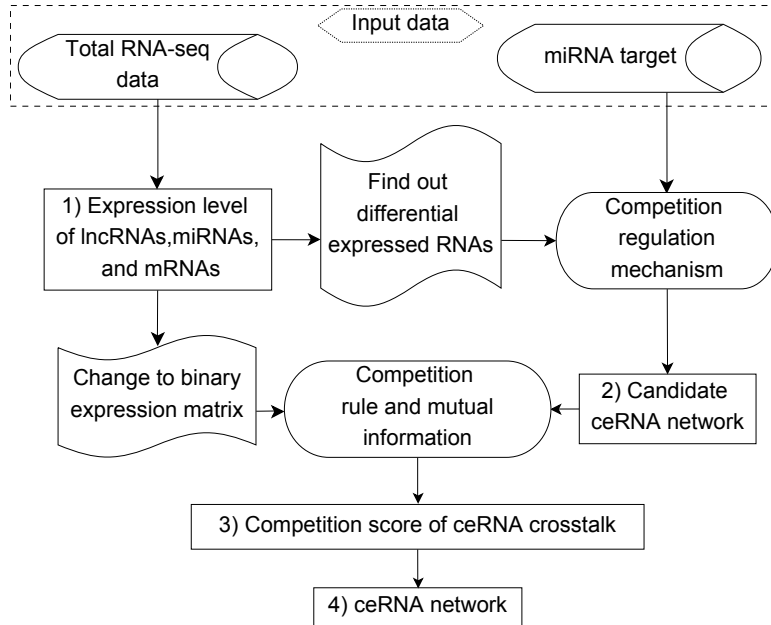 Input data
Total RNA-seq
data
miRNA target
1) Expression level
of lncRNAs,miRNAs,
and mRNAs
Find out
differential
expressed RNAs
Competition
regulation
mechanism
Change to binary
expression matrix
Competition
rule and mutual
information
2) Candidate
ceRNA network
3) Competition score of ceRNA crosstalk
4) ceRNA network